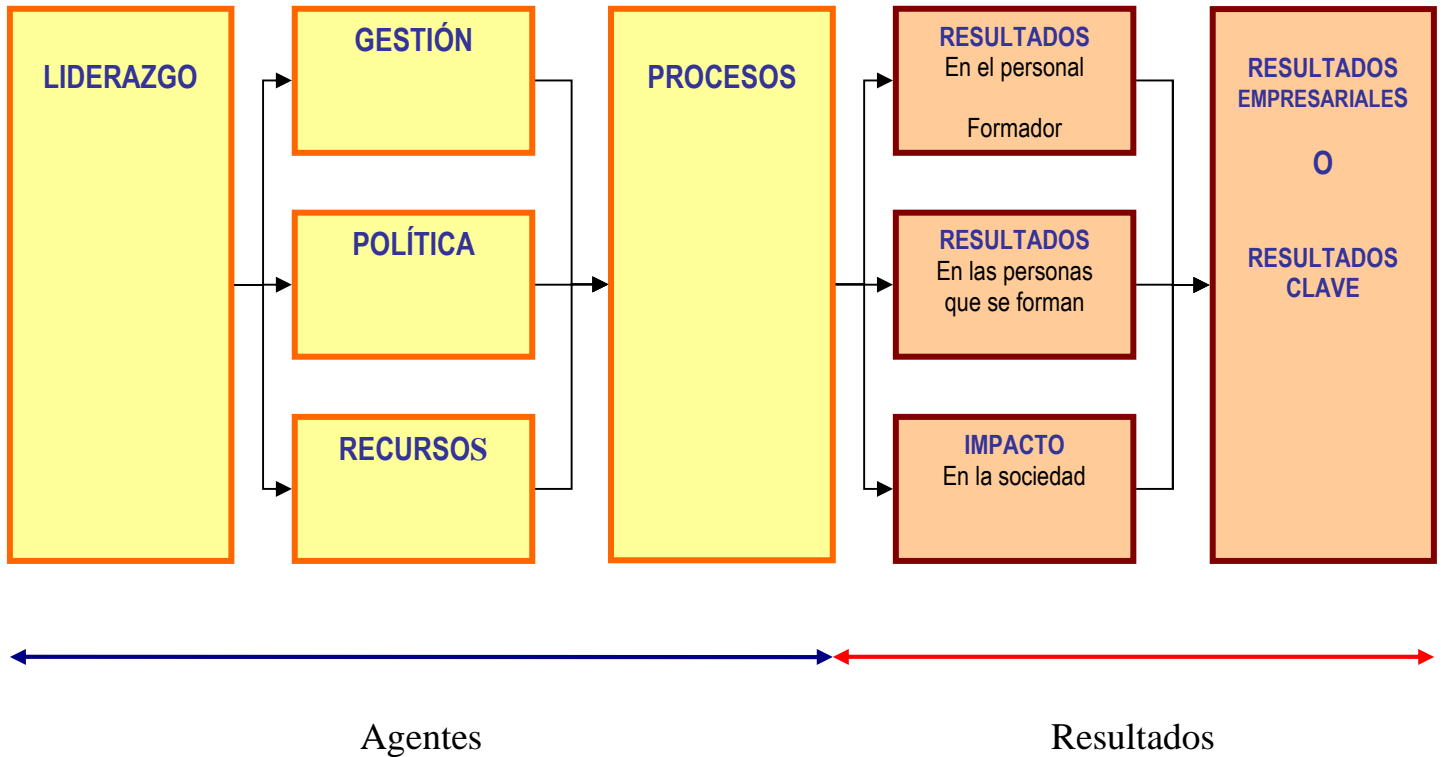 LIDERAZGO
GESTIÓN
POLÍTICA
RECURSOS
PROCESOS
RESULTADOS
En el personal
Formador
RESULTADOS
En las personas
que se forman
IMPACTO
En la sociedad
RESULTADOS
EMPRESARIALES
O
RESULTADOS
CLAVE
Agentes
Resultados